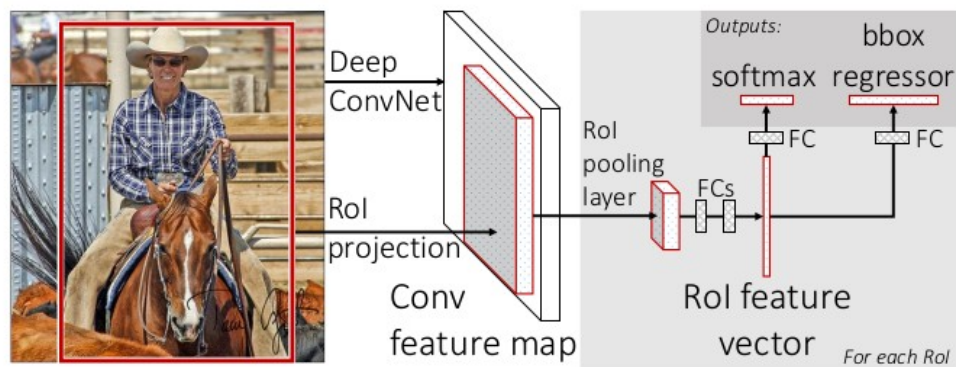 Deep
ConvNet
RoI
projection
Conv
feature map
RoI
pooling
layer
FCs
RoI feature
vector
Outputs:
softmax
bbox
regressor
FC
FC
For each RoI